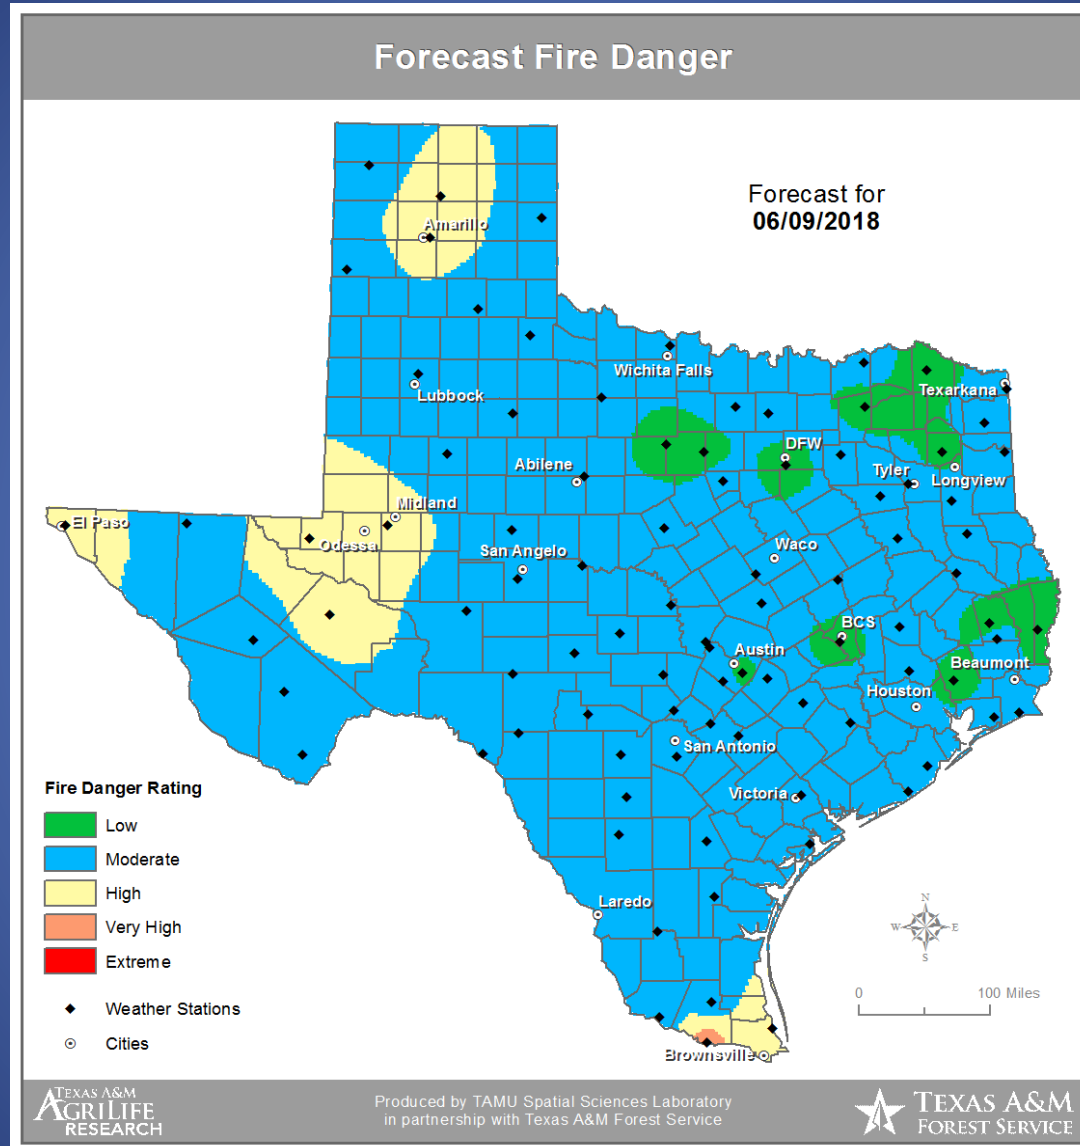 Forecast Fire Danger
Forecast for
06/09/2018
Amarillo
Wichita Falls
Texarkana
Lubbock
DFW
Abilene
Tyler
Longview
Midland
El Paso
Odessa
San Angelo
Waco
BCS
Austin
Beaumont
Houston
San Antonio
Victoria
Laredo
Brownsville
Fire Danger Rating
Low
Moderate
High
Very High
Extreme
Weather Stations
Cities
N
W E
S
0 100 Miles
TEXAS A&M
AGRILIFE
RESEARCH
Produced by TAMU Spatial Sciences Laboratory
in partnership with Texas A&M Forest Service
TEXAS A&M
FOREST SERVICE